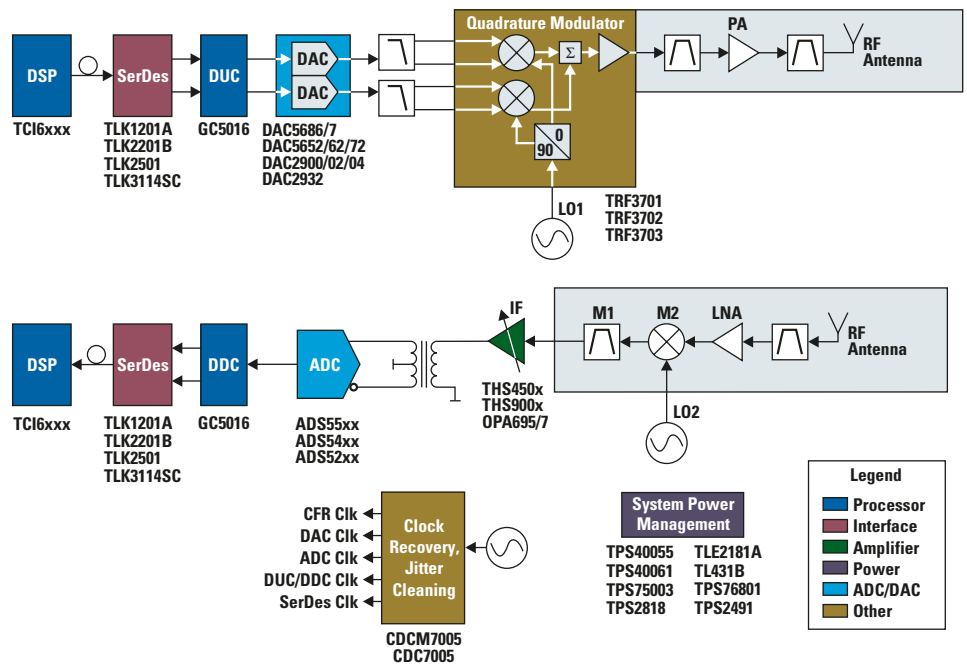 Quadrature Modulator
PA
RF
Antenna
DSP
SerDes
DUC
DAC
DAC
Σ
0
90
TCI6xxx
TLK1201A
TLK2201B
TLK2501
TLK3114SC
GC5016
DAC5686/7
DAC5652/62/72
DAC2900/02/04
DAC2932
LO1
TRF3701
TRF3702
TRF3703
IF
M1
M2
LNA
RF
Antenna
DSP
SerDes
DDC
ADC
TCI6xxx
TLK1201A
TLK2201B
TLK2501
TLK3114SC
GC5016
ADS55xx
ADS54xx
ADS52xx
THS450x
THS900x
OPA695/7
LO2
CFR Clk
DAC Clk
ADC Clk
DUC/DDC Clk
SerDes Clk
Clock
Recovery,
Jitter
Cleaning
CDCM7005
CDC7005
System Power
Management
TPS40055 TLE2181A
TPS40061 TL431B
TPS75003 TPS76801
TPS2818 TPS2491
Legend
Processor
Interface
Amplifier
Power
ADC/DAC
Other